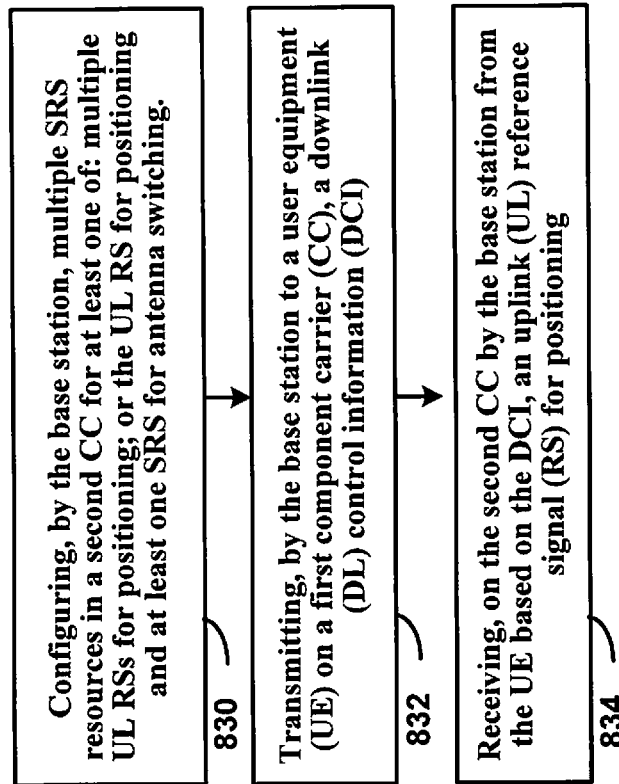 Configuring, by the base station, multiple SRS
resources in a second CC for at least one of: multiple
UL RSs for positioning; or the UL RS for positioning
and at least one SRS for antenna switching.
830
Transmitting, by the base station to a user equipment
(UE) on a first component carrier (CC), a downlink
(DL) control information (DCI)
832
Receiving, on the second CC by the base station from
the UE based on the DCI, an uplink (UL) reference
signal (RS) for positioning
834